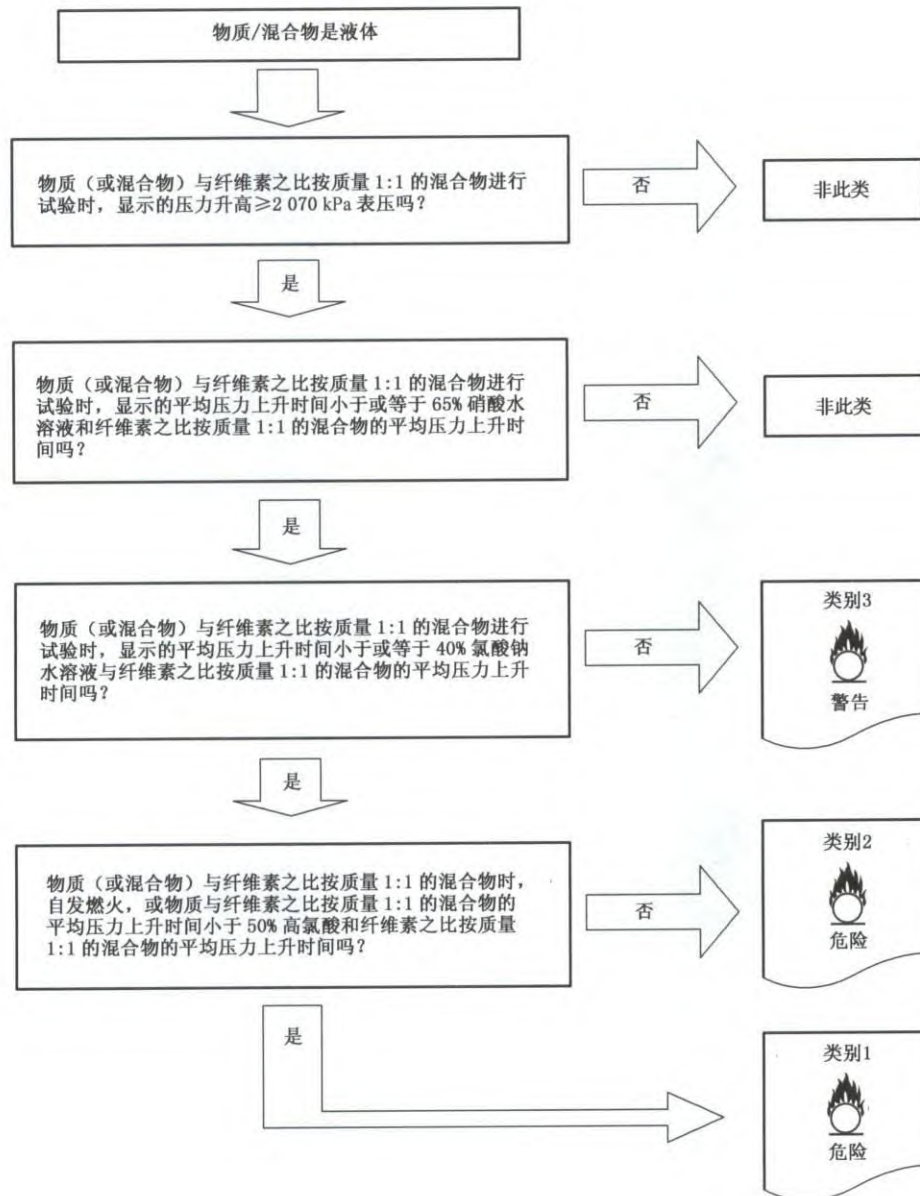 物质/混合物是液体
物质（或混合物）与纤维素之比按质量 1:1 的混合物进行
试验时，显示的压力升高≥2 070 kPa 表压吗？
否
非此类
是
物质（或混合物）与纤维素之比按质量 1:1 的混合物进行
试验时，显示的平均压力上升时间小于或等于 65% 硝酸水
溶液和纤维素之比按质量 1:1 的混合物的平均压力上升时
间吗？
否
非此类
是
物质（或混合物）与纤维素之比按质量 1:1 的混合物进行
试验时，显示的平均压力上升时间小于或等于 40% 氯酸钠
水溶液与纤维素之比按质量 1:1 的混合物的平均压力上升
时间吗？
否
类别3
警告
是
物质（或混合物）与纤维素之比按质量 1:1 的混合物时，
自发燃火，或物质与纤维素之比按质量 1:1 的混合物的
平均压力上升时间小于 50% 高氯酸和纤维素之比按质量
1:1 的混合物的平均压力上升时间吗？
否
类别2
危险
是
类别1
危险